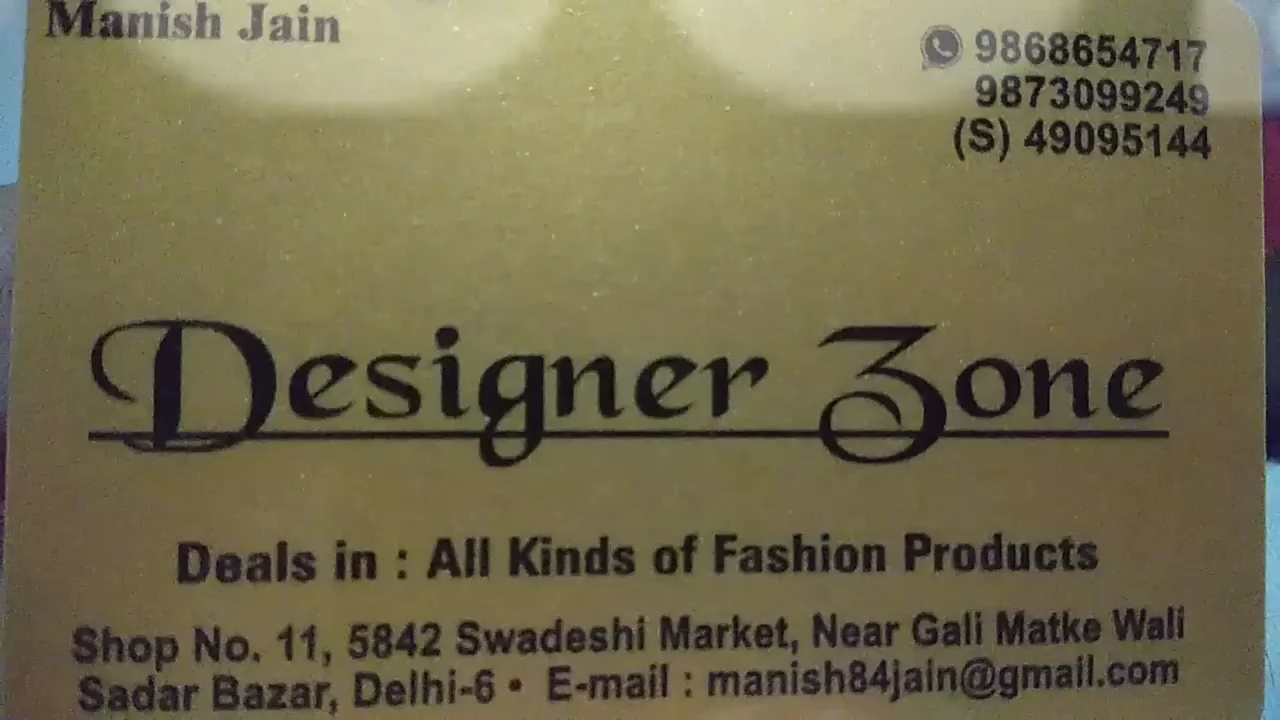 Manish Jain
9868654717
9873099249
(S) 49095144
Designer Zone
Deals in : All Kinds of Fashion Products
Shop No. 11, 5842 Swadeshi Market, Near Gali Matke Wali
Sadar Bazar, Delhi-6 • E-mail : manish84jain@gmail.com